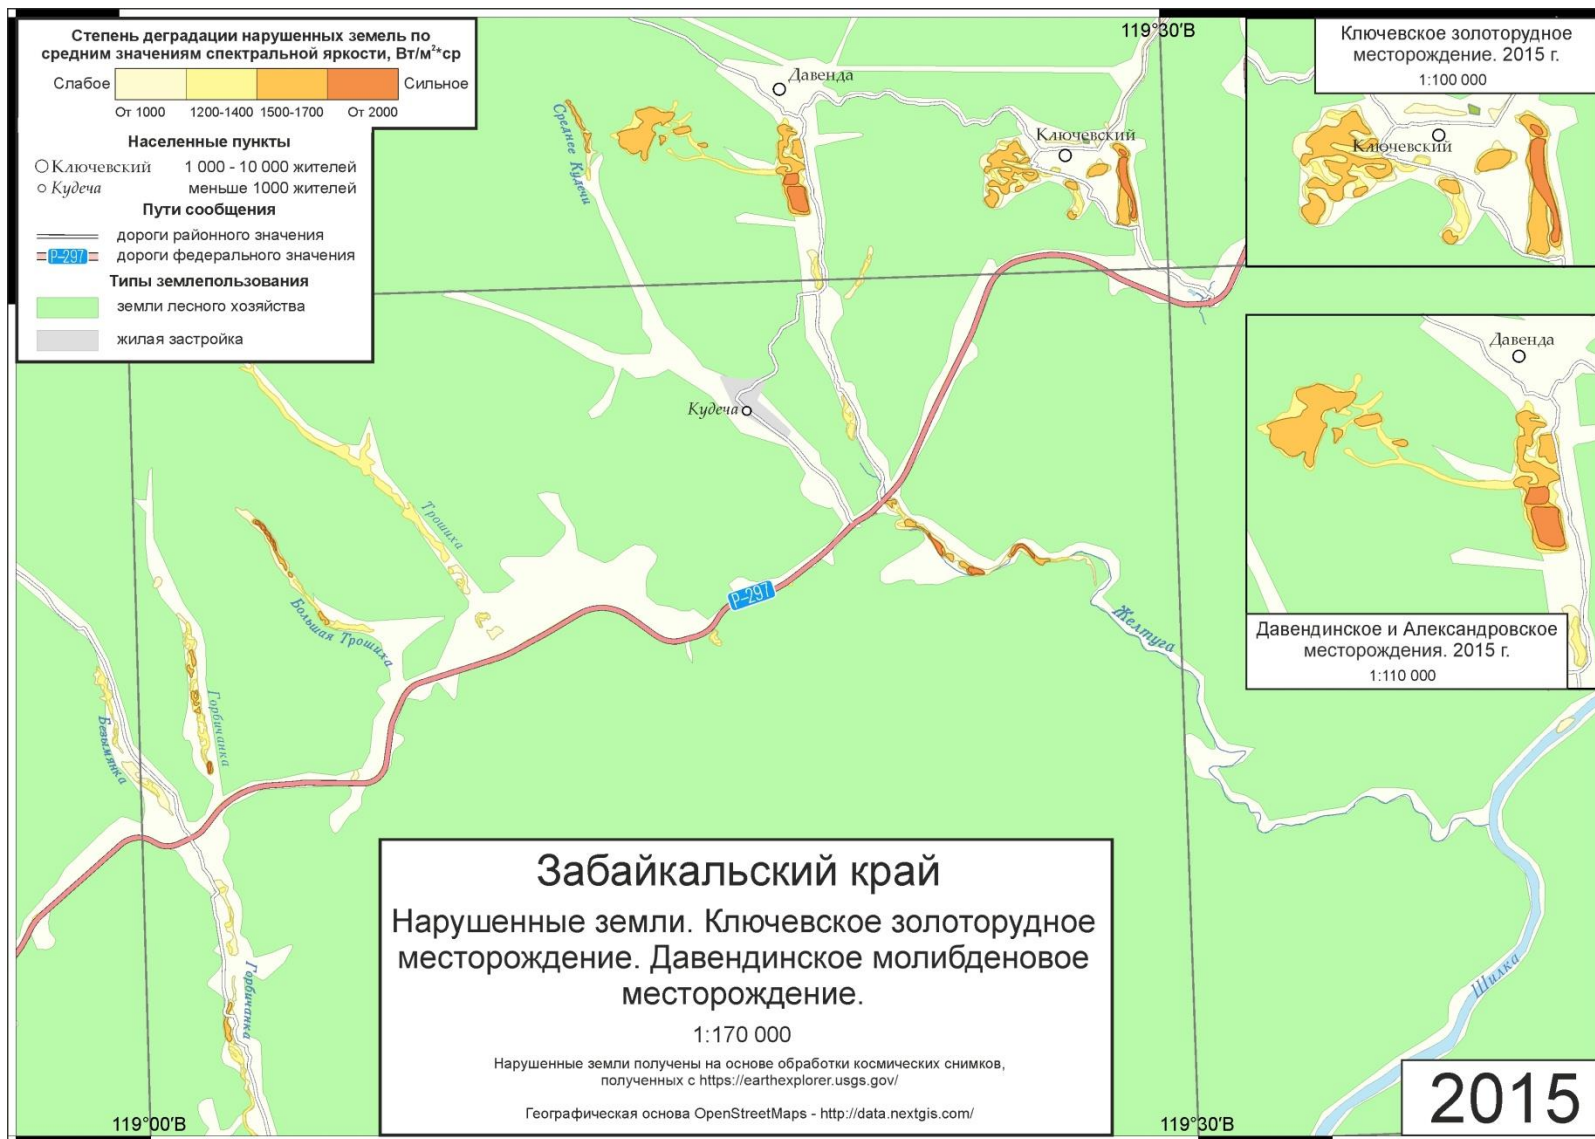 Степень деградации нарушенных земель по
средним значениям спектральной яркости, Вт/м²*ср
Слабое
Сильное
От 1000
1200-1400
1500-1700
От 2000
Населенные пункты
Ключевский 1 000 - 10 000 жителей
Кудеча меньше 1000 жителей
Пути сообщения
дороги районного значения
Р-297 дороги федерального значения
Типы землепользования
земли лесного хозяйства
жилая застройка
119°30'В
Ключевское золоторудное
месторождение. 2015 г.
1:100 000
Ключевский
Давенда
Среднее Кудечи
Ключевский
Давенда
Кудеча
Трошиха
Большая Трошиха
Р-297
Желтуга
Давендинское и Александровское
месторождения. 2015 г.
1:110 000
Горбичанка
Безымянка
Горбичанка
Шилка
Забайкальский край
Нарушенные земли. Ключевское золоторудное
месторождение. Давендинское молибденовое
месторождение.
1:170 000
Нарушенные земли получены на основе обработки космических снимков,
полученных с https://earthexplorer.usgs.gov/
Географическая основа OpenStreetMaps - http://data.nextgis.com/
119°00'В
119°30'В
2015